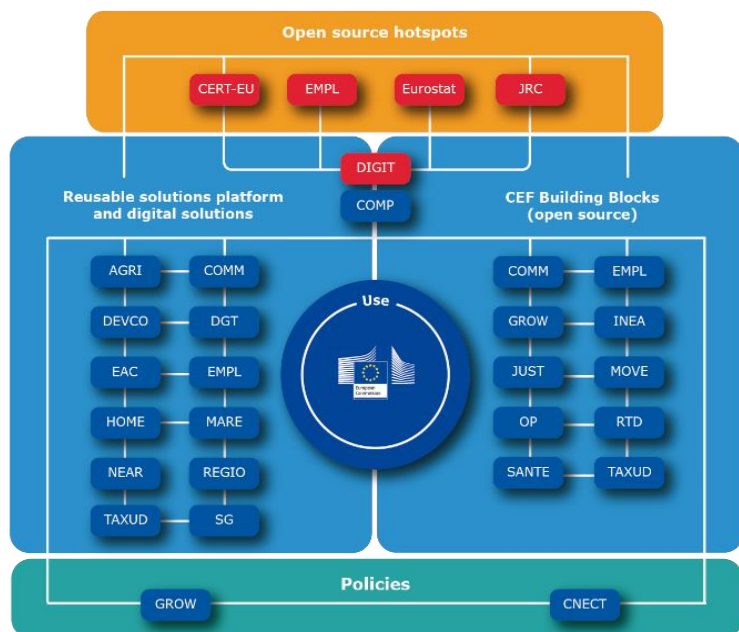 Open source hotspots
CERT-EU
EMPL
Eurostat
JRC
DIGIT
COMP
Reusable solutions platform
and digital solutions
AGRI
COMM
DEVCO
DGT
EAC
EMPL
HOME
MARE
NEAR
REGIO
TAXUD
SG
Use
European
Commission
CEF Building Blocks
(open source)
COMM
EMPL
GROW
INEA
JUST
MOVE
OP
RTD
SANTE
TAXUD
Policies
GROW
CNECT